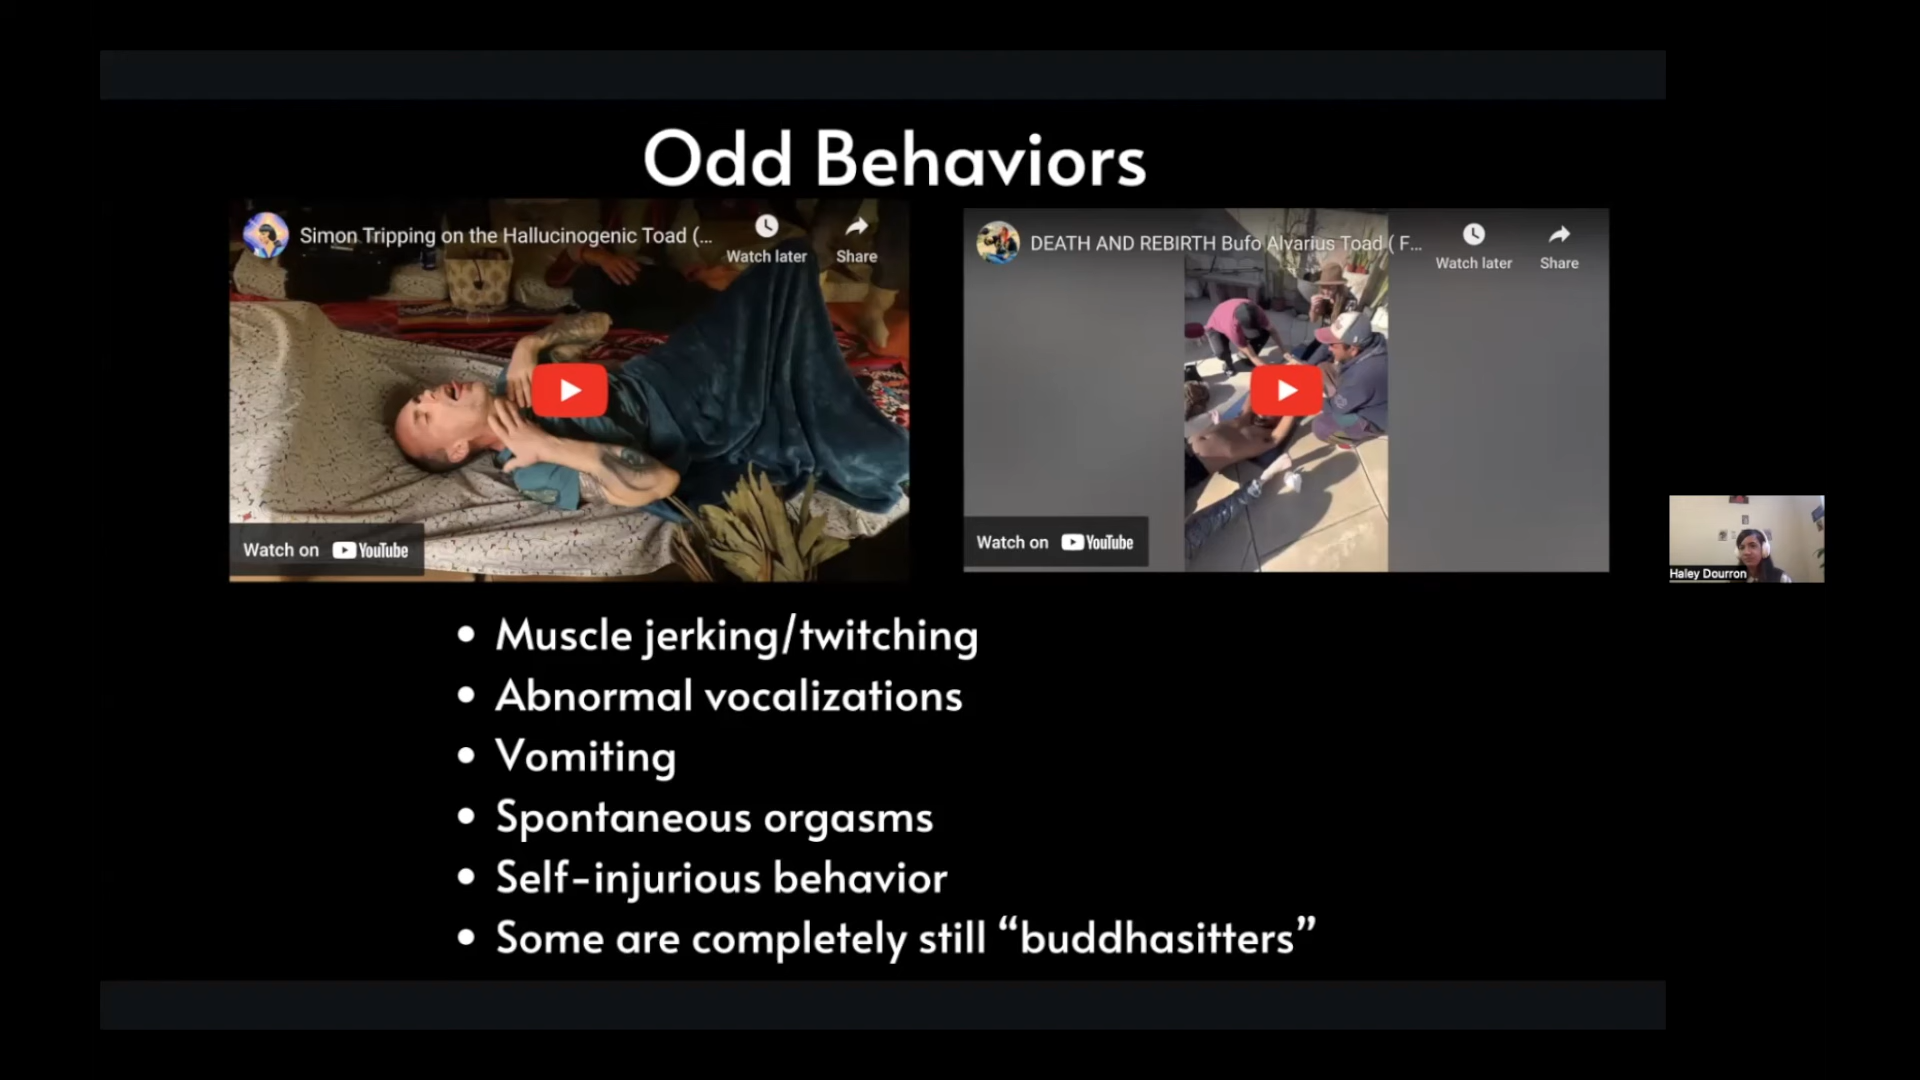 Odd Behaviors
Simon Tripping on the Hallucinogenic Toad (...
Watch later
Share
Watch on YouTube
DEATH AND REBIRTH Bufo Alvarius Toad ( F...
Watch later
Share
Watch on YouTube
Haley Dourron
• Muscle jerking/twitching
• Abnormal vocalizations
• Vomiting
• Spontaneous orgasms
• Self-injurious behavior
• Some are completely still “buddhasitters”